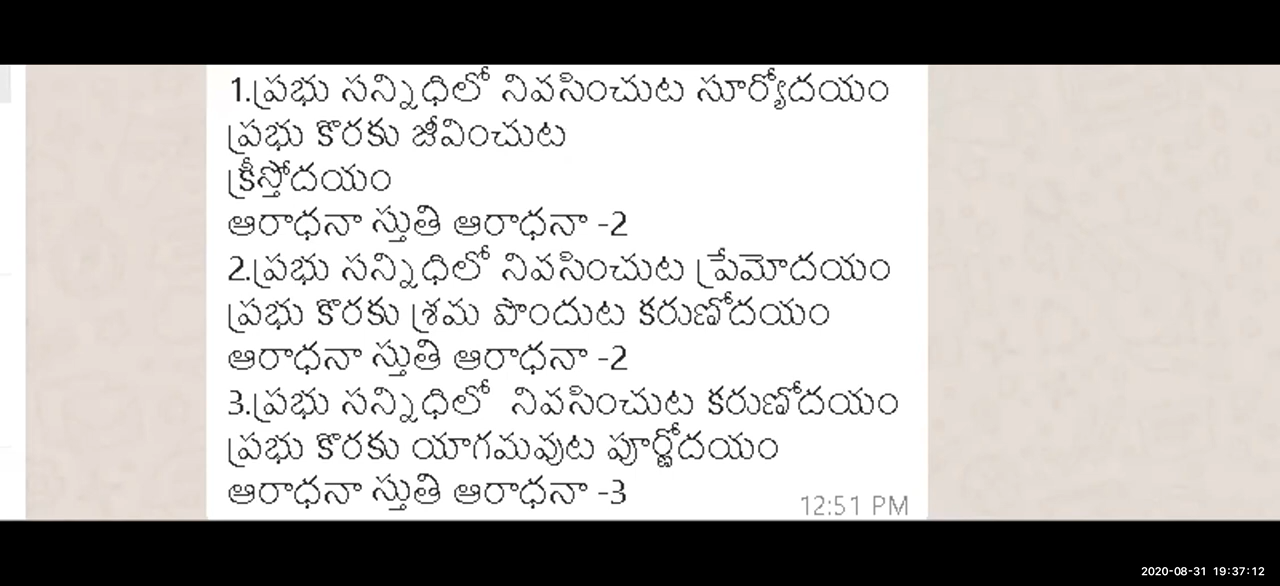 1.ప్రభు సన్నిధిలో నివసించుట సూర్యోదయం
ప్రభు కొరకు జీవించుట
క్రీస్తోదయం
ఆరాధనా స్తుతి ఆరాధనా -2
2.ప్రభు సన్నిధిలో నివసించుట ప్రేమోదయం
ప్రభు కొరకు శ్రమ పొందుట కరుణోదయం
ఆరాధనా స్తుతి ఆరాధనా -2
3.ప్రభు సన్నిధిలో  నివసించుట కరుణోదయం
ప్రభు కొరకు యాగమవుట పూర్ణోదయం
ఆరాధనా స్తుతి ఆరాధనా -3
12:51 PM
2020-08-31 19:37:12